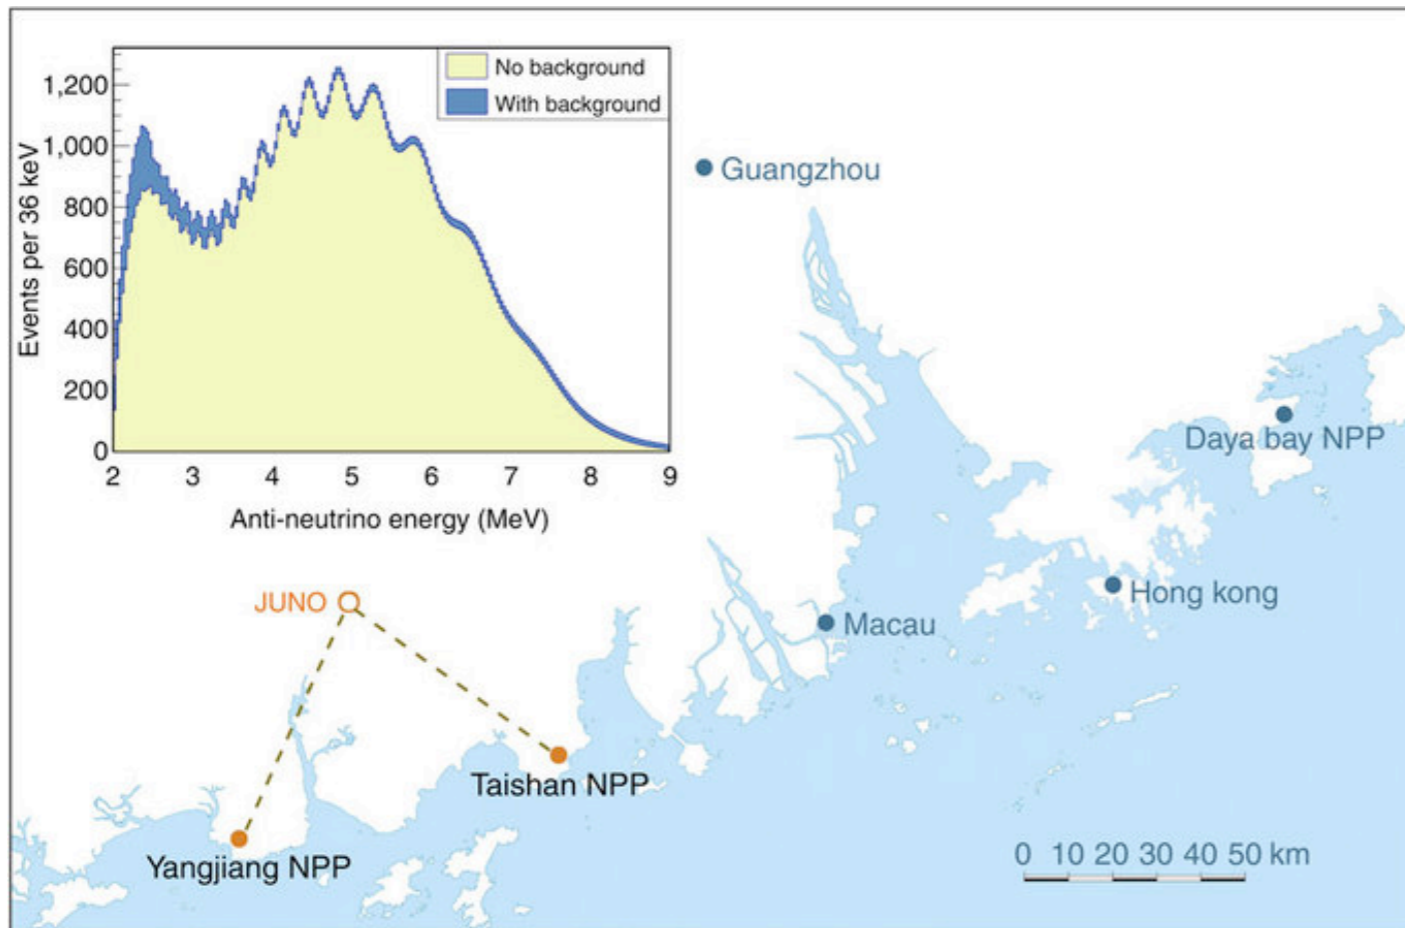 No background
With background
1,200
1,000
800
600
400
200
0
Events per 36 keV
2 3 4 5 6 7 8 9
Anti-neutrino energy (MeV)
Guangzhou
Daya bay NPP
Hong kong
Macau
JUNO
Taishan NPP
Yangjiang NPP
0 10 20 30 40 50 km